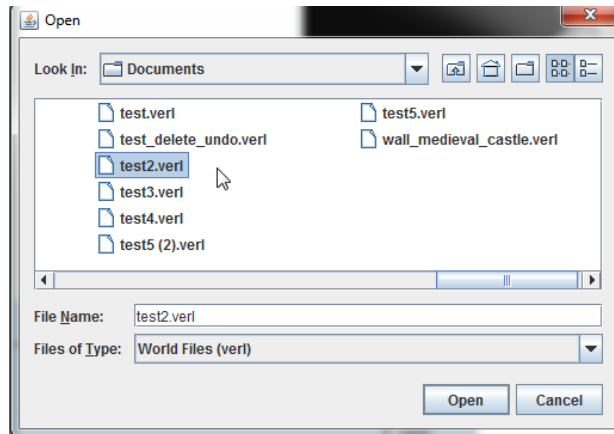 Open
Look In: Documents
test.verl
test_delete_undo.verl
test2.verl
test3.verl
test4.verl
test5 (2).verl
test5.verl
wall_medieval_castle.verl
File Name: test2.verl
Files of Type: World Files (verl)
Open Cancel